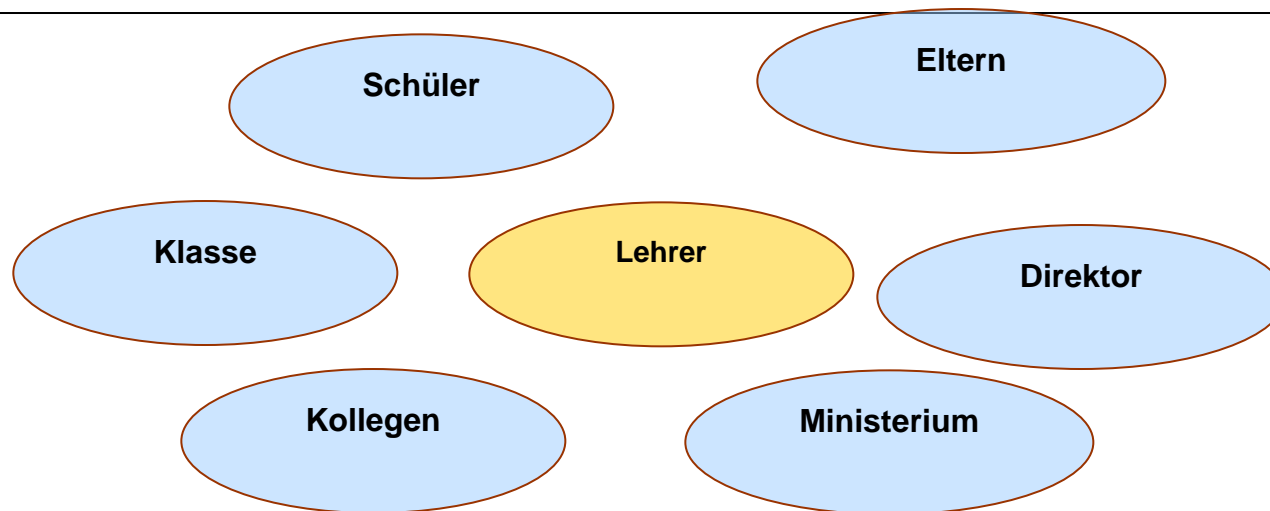 Eltern
Schüler
Klasse
Lehrer
Direktor
Kollegen
Ministerium